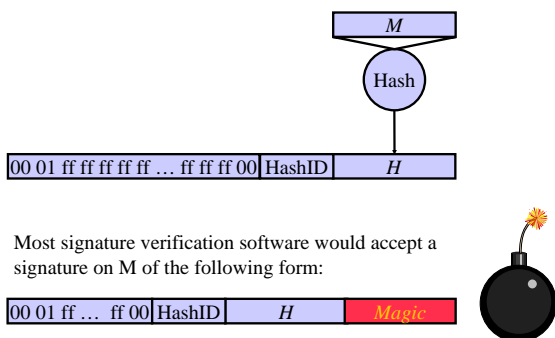 M
Hash
00 01 ff ff ff ff ff … ff ff ff 00 HashID H
Most signature verification software would accept a
signature on M of the following form:
00 01 ff … ff 00 HashID H Magic